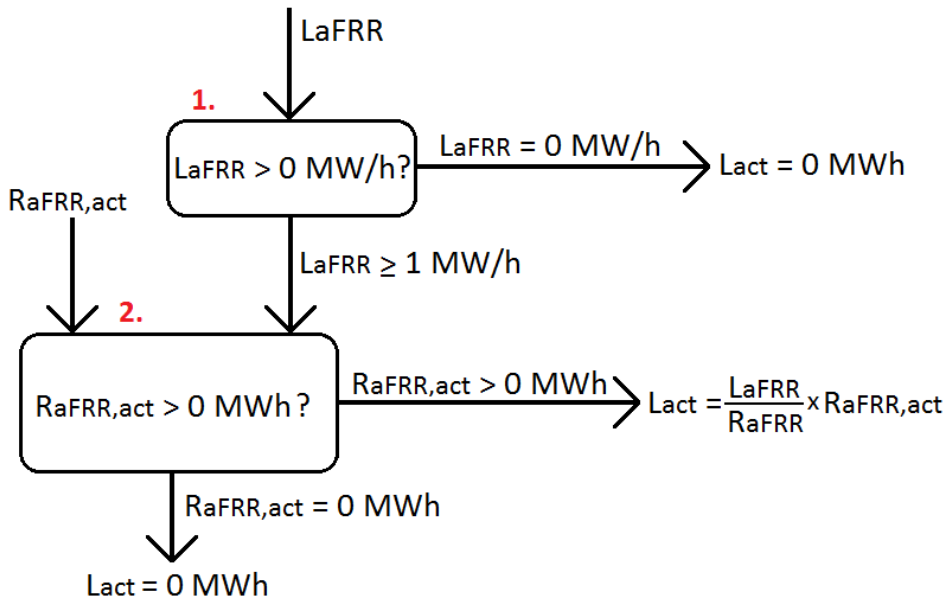 LaFRR
1.
LaFRR > 0 MW/h?
LaFRR = 0 MW/h
Lact = 0 MWh
RaFRR,act
LaFRR ≥ 1 MW/h
2.
RaFRR,act > 0 MWh ?
RaFRR,act > 0 MWh
Lact = LaFRR/RaFRR x RaFRR,act
RaFRR,act = 0 MWh
Lact = 0 MWh